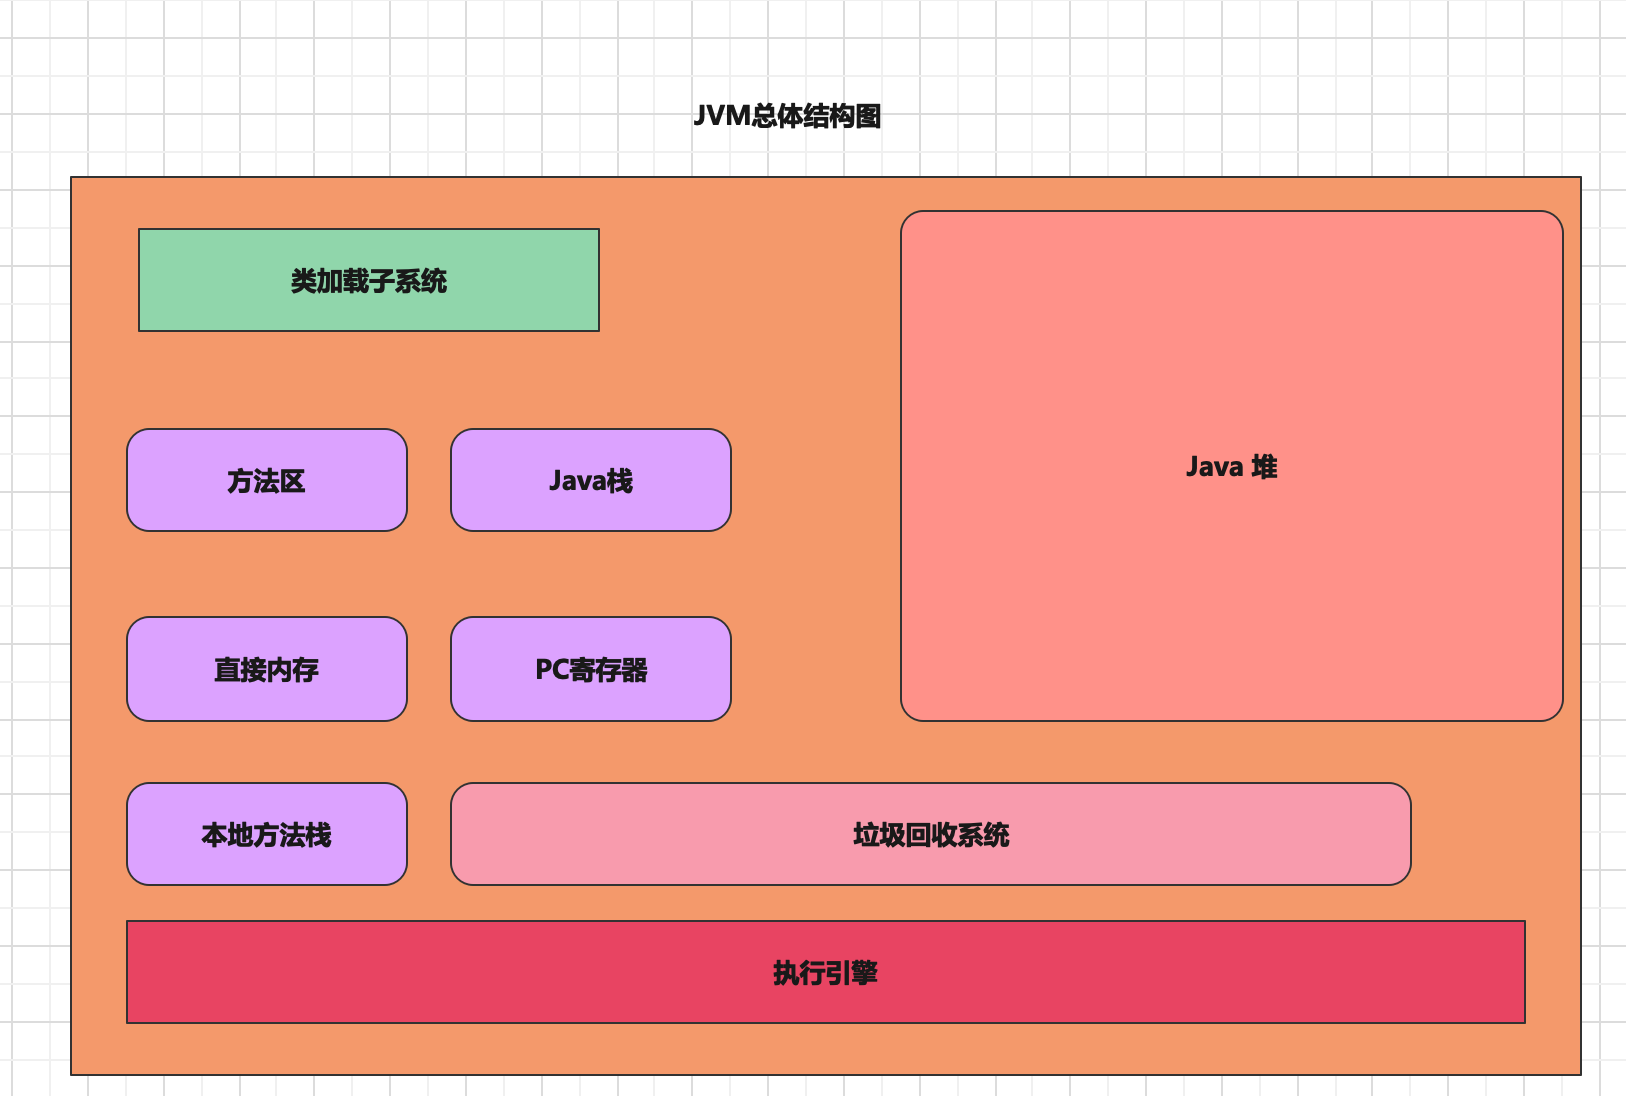 JVM总体结构图
类加载子系统
Java 堆
方法区
Java栈
直接内存
PC寄存器
本地方法栈
垃圾回收系统
执行引擎